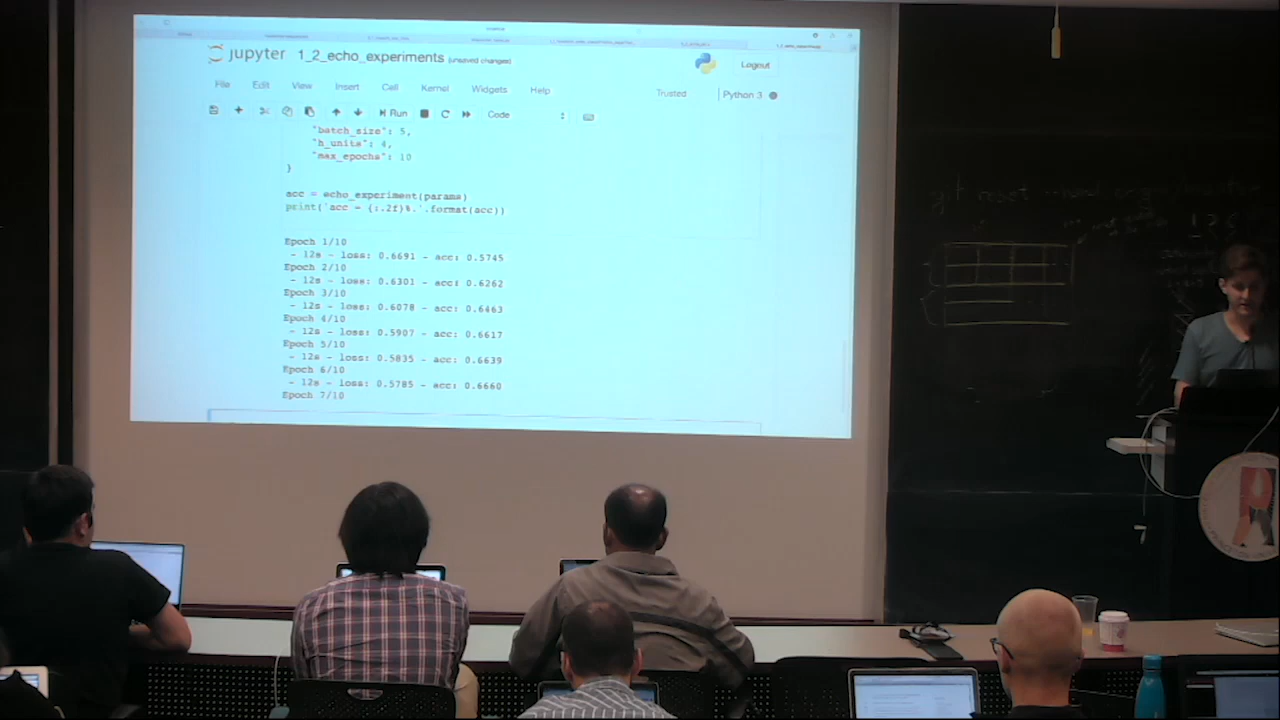 jupyter 1_2_echo_experiments (unsaved changes)
Logout
File Edit View Insert Cell Kernel Widgets Help
Trusted Python 3
Run Code
"batch_size": 5,
"h_units": 4,
"max_epochs": 10
}
acc = echo_experiment(params)
print('acc = {:.2f}%.'.format(acc))
Epoch 1/10
- 12s - loss: 0.6691 - acc: 0.5745
Epoch 2/10
- 12s - loss: 0.6301 - acc: 0.6262
Epoch 3/10
- 12s - loss: 0.6078 - acc: 0.6463
Epoch 4/10
- 12s - loss: 0.5907 - acc: 0.6617
Epoch 5/10
- 12s - loss: 0.5835 - acc: 0.6639
Epoch 6/10
- 12s - loss: 0.5785 - acc: 0.6660
Epoch 7/10
git reset --hard